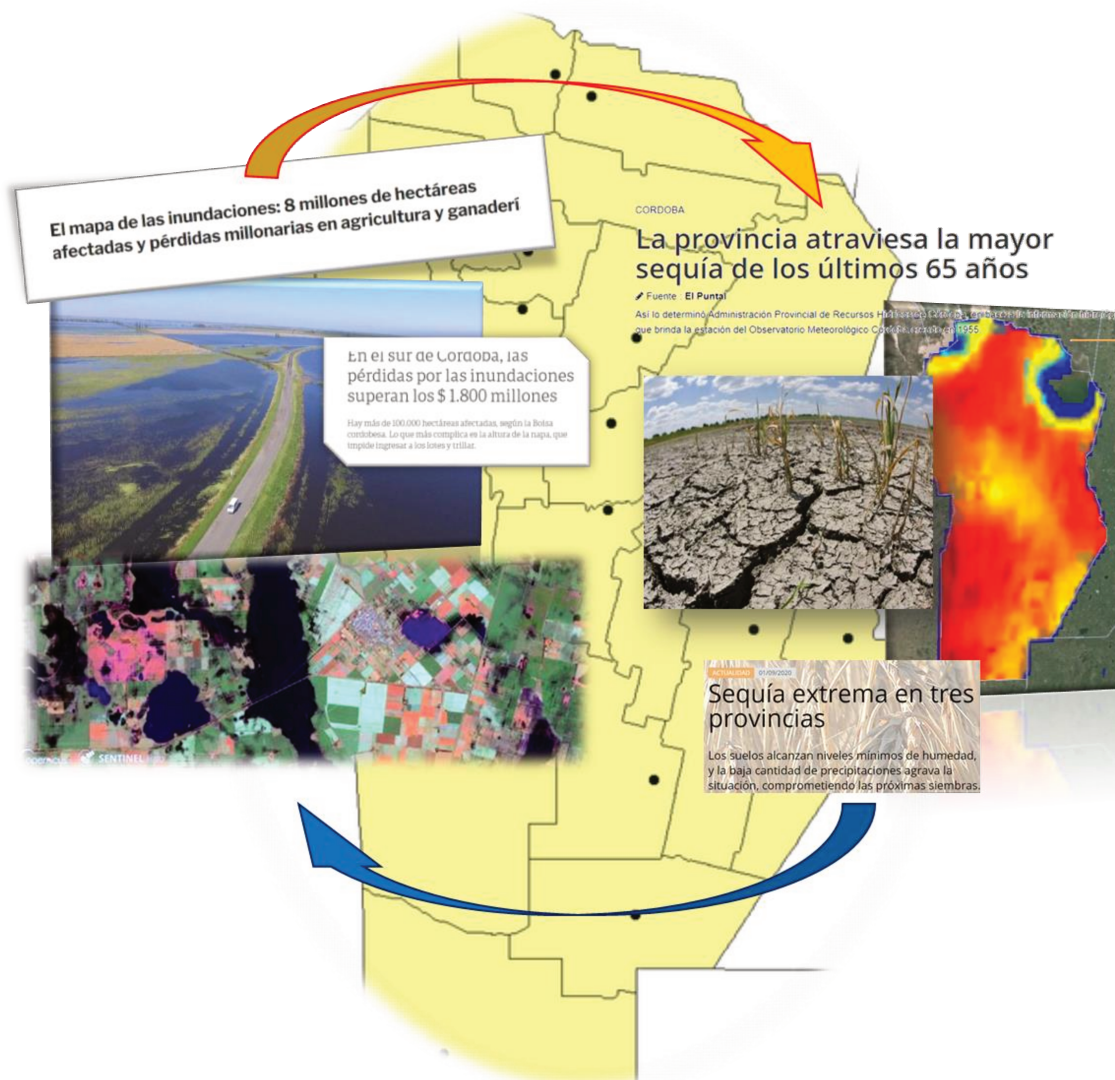 El mapa de las inundaciones: 8 millones de hectáreas
afectadas y pérdidas millonarias en agricultura y ganaderí
En el sur de Cordoba, las
pérdidas por las inundaciones
superan los $ 1.800 millones
Hay más de 100.000 hectáreas afectadas, según la Bolsa
cordobesa. Lo que más complica es la altura de la napa, que
impide ingresar a los lotes y trillar.
SENTINEL
CORDOBA
La provincia atraviesa la mayor
sequía de los últimos 65 años
Fuente : El Puntal
Así lo determinó Administración Provincial de Recursos
que brinda la estación del Observatorio Meteorológico 1955
ACTUALIDAD 01/09/2020
Sequía extrema en tres
provincias
Los suelos alcanzan niveles mínimos de humedad,
y la baja cantidad de precipitaciones agrava la
situación, comprometiendo las próximas siembras.